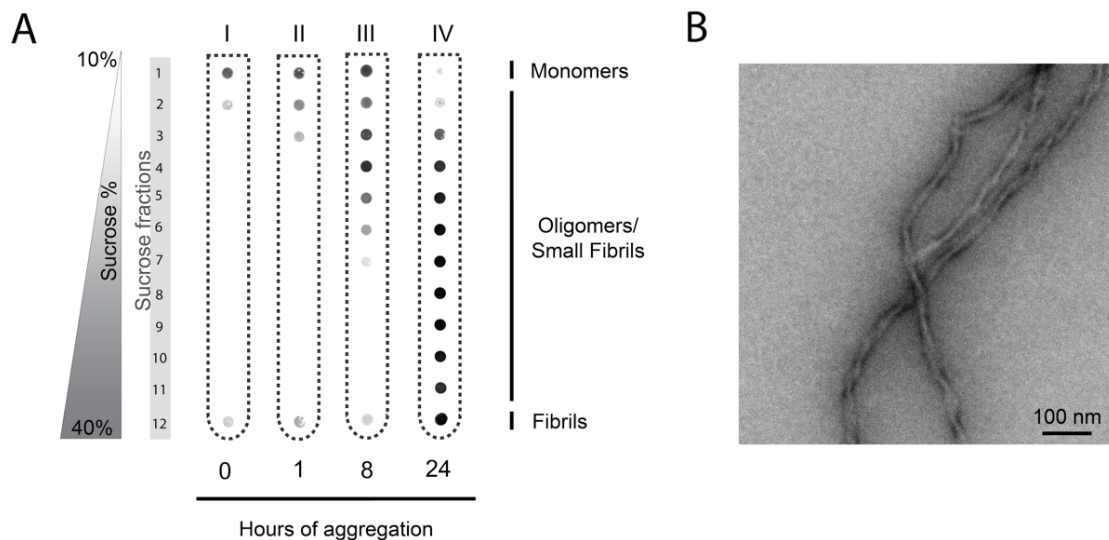 A
B
I II III IV
10%
Sucrose %
40%
Sucrose fractions
1
2
3
4
5
6
7
8
9
10
11
12
Monomers
Oligomers/
Small Fibrils
Fibrils
0 1 8 24
Hours of aggregation
100 nm